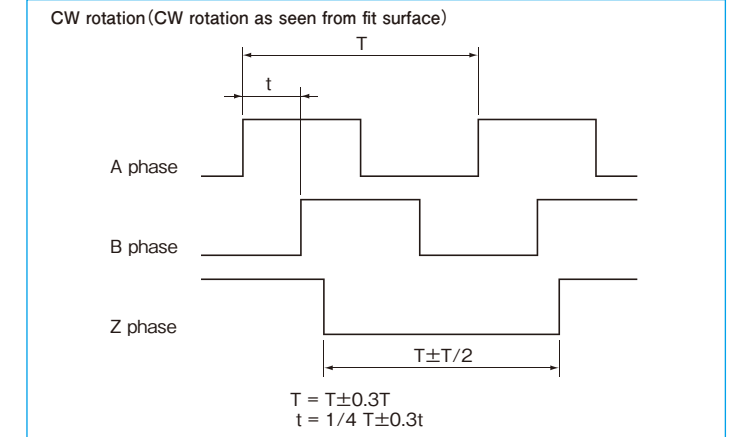 CW rotation(CW rotation as seen from fit surface)
T
t
A phase
B phase
Z phase
T±T/2
T = T±0.3T
t = 1/4 T±0.3t